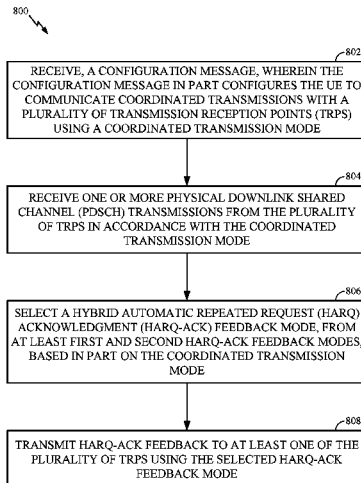 800
802
RECEIVE, A CONFIGURATION MESSAGE, WHEREIN THE
CONFIGURATION MESSAGE IN PART CONFIGURES THE UE TO
COMMUNICATE COORDINATED TRANSMISSIONS WITH A
PLURALITY OF TRANSMISSION RECEPTION POINTS (TRPS)
USING A COORDINATED TRANSMISSION MODE
804
RECEIVE ONE OR MORE PHYSICAL DOWNLINK SHARED
CHANNEL (PDSCH) TRANSMISSIONS FROM THE PLURALITY
OF TRPS IN ACCORDANCE WITH THE COORDINATED
TRANSMISSION MODE
806
SELECT A HYBRID AUTOMATIC REPEATED REQUEST (HARQ)
ACKNOWLEDGMENT (HARQ-ACK) FEEDBACK MODE, FROM
AT LEAST FIRST AND SECOND HARQ-ACK FEEDBACK MODES,
BASED IN PART ON THE COORDINATED TRANSMISSION
MODE
808
TRANSMIT HARQ-ACK FEEDBACK TO AT LEAST ONE OF THE
PLURALITY OF TRPS USING THE SELECTED HARQ-ACK
FEEDBACK MODE